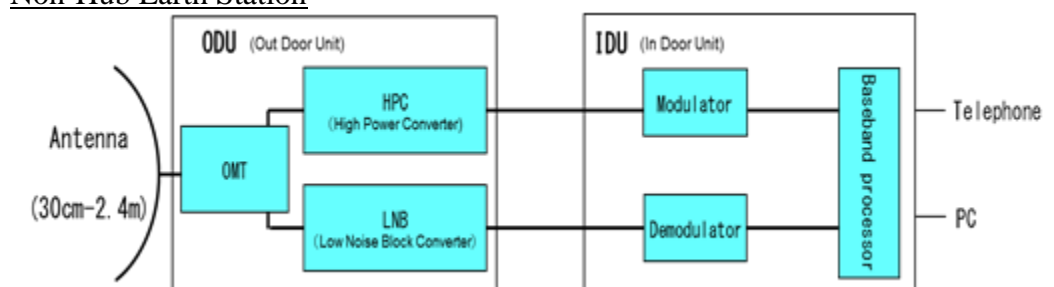 Non-Hub Earth Station
ODU (Out Door Unit)
IDU (In Door Unit)
Antenna
(30cm-2.4m)
OMT
HPC
(High Power Converter)
LNB
(Low Noise Block Converter)
Modulator
Demodulator
Baseband processor
Telephone
PC